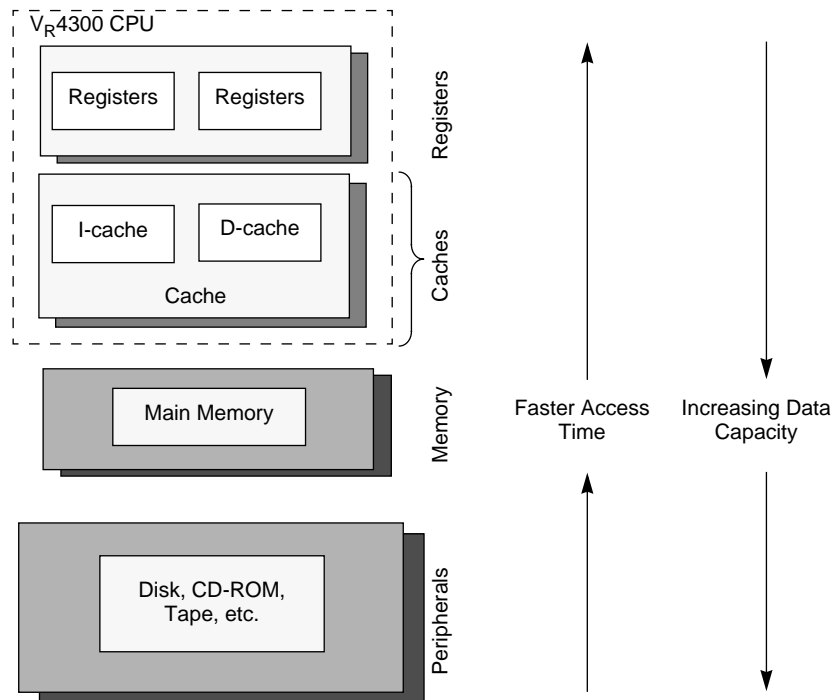 VR4300 CPU
Registers Registers
Registers
I-cache D-cache
Cache
Caches
Main Memory
Memory
Faster Access
Time
Increasing Data
Capacity
Disk, CD-ROM,
Tape, etc.
Peripherals